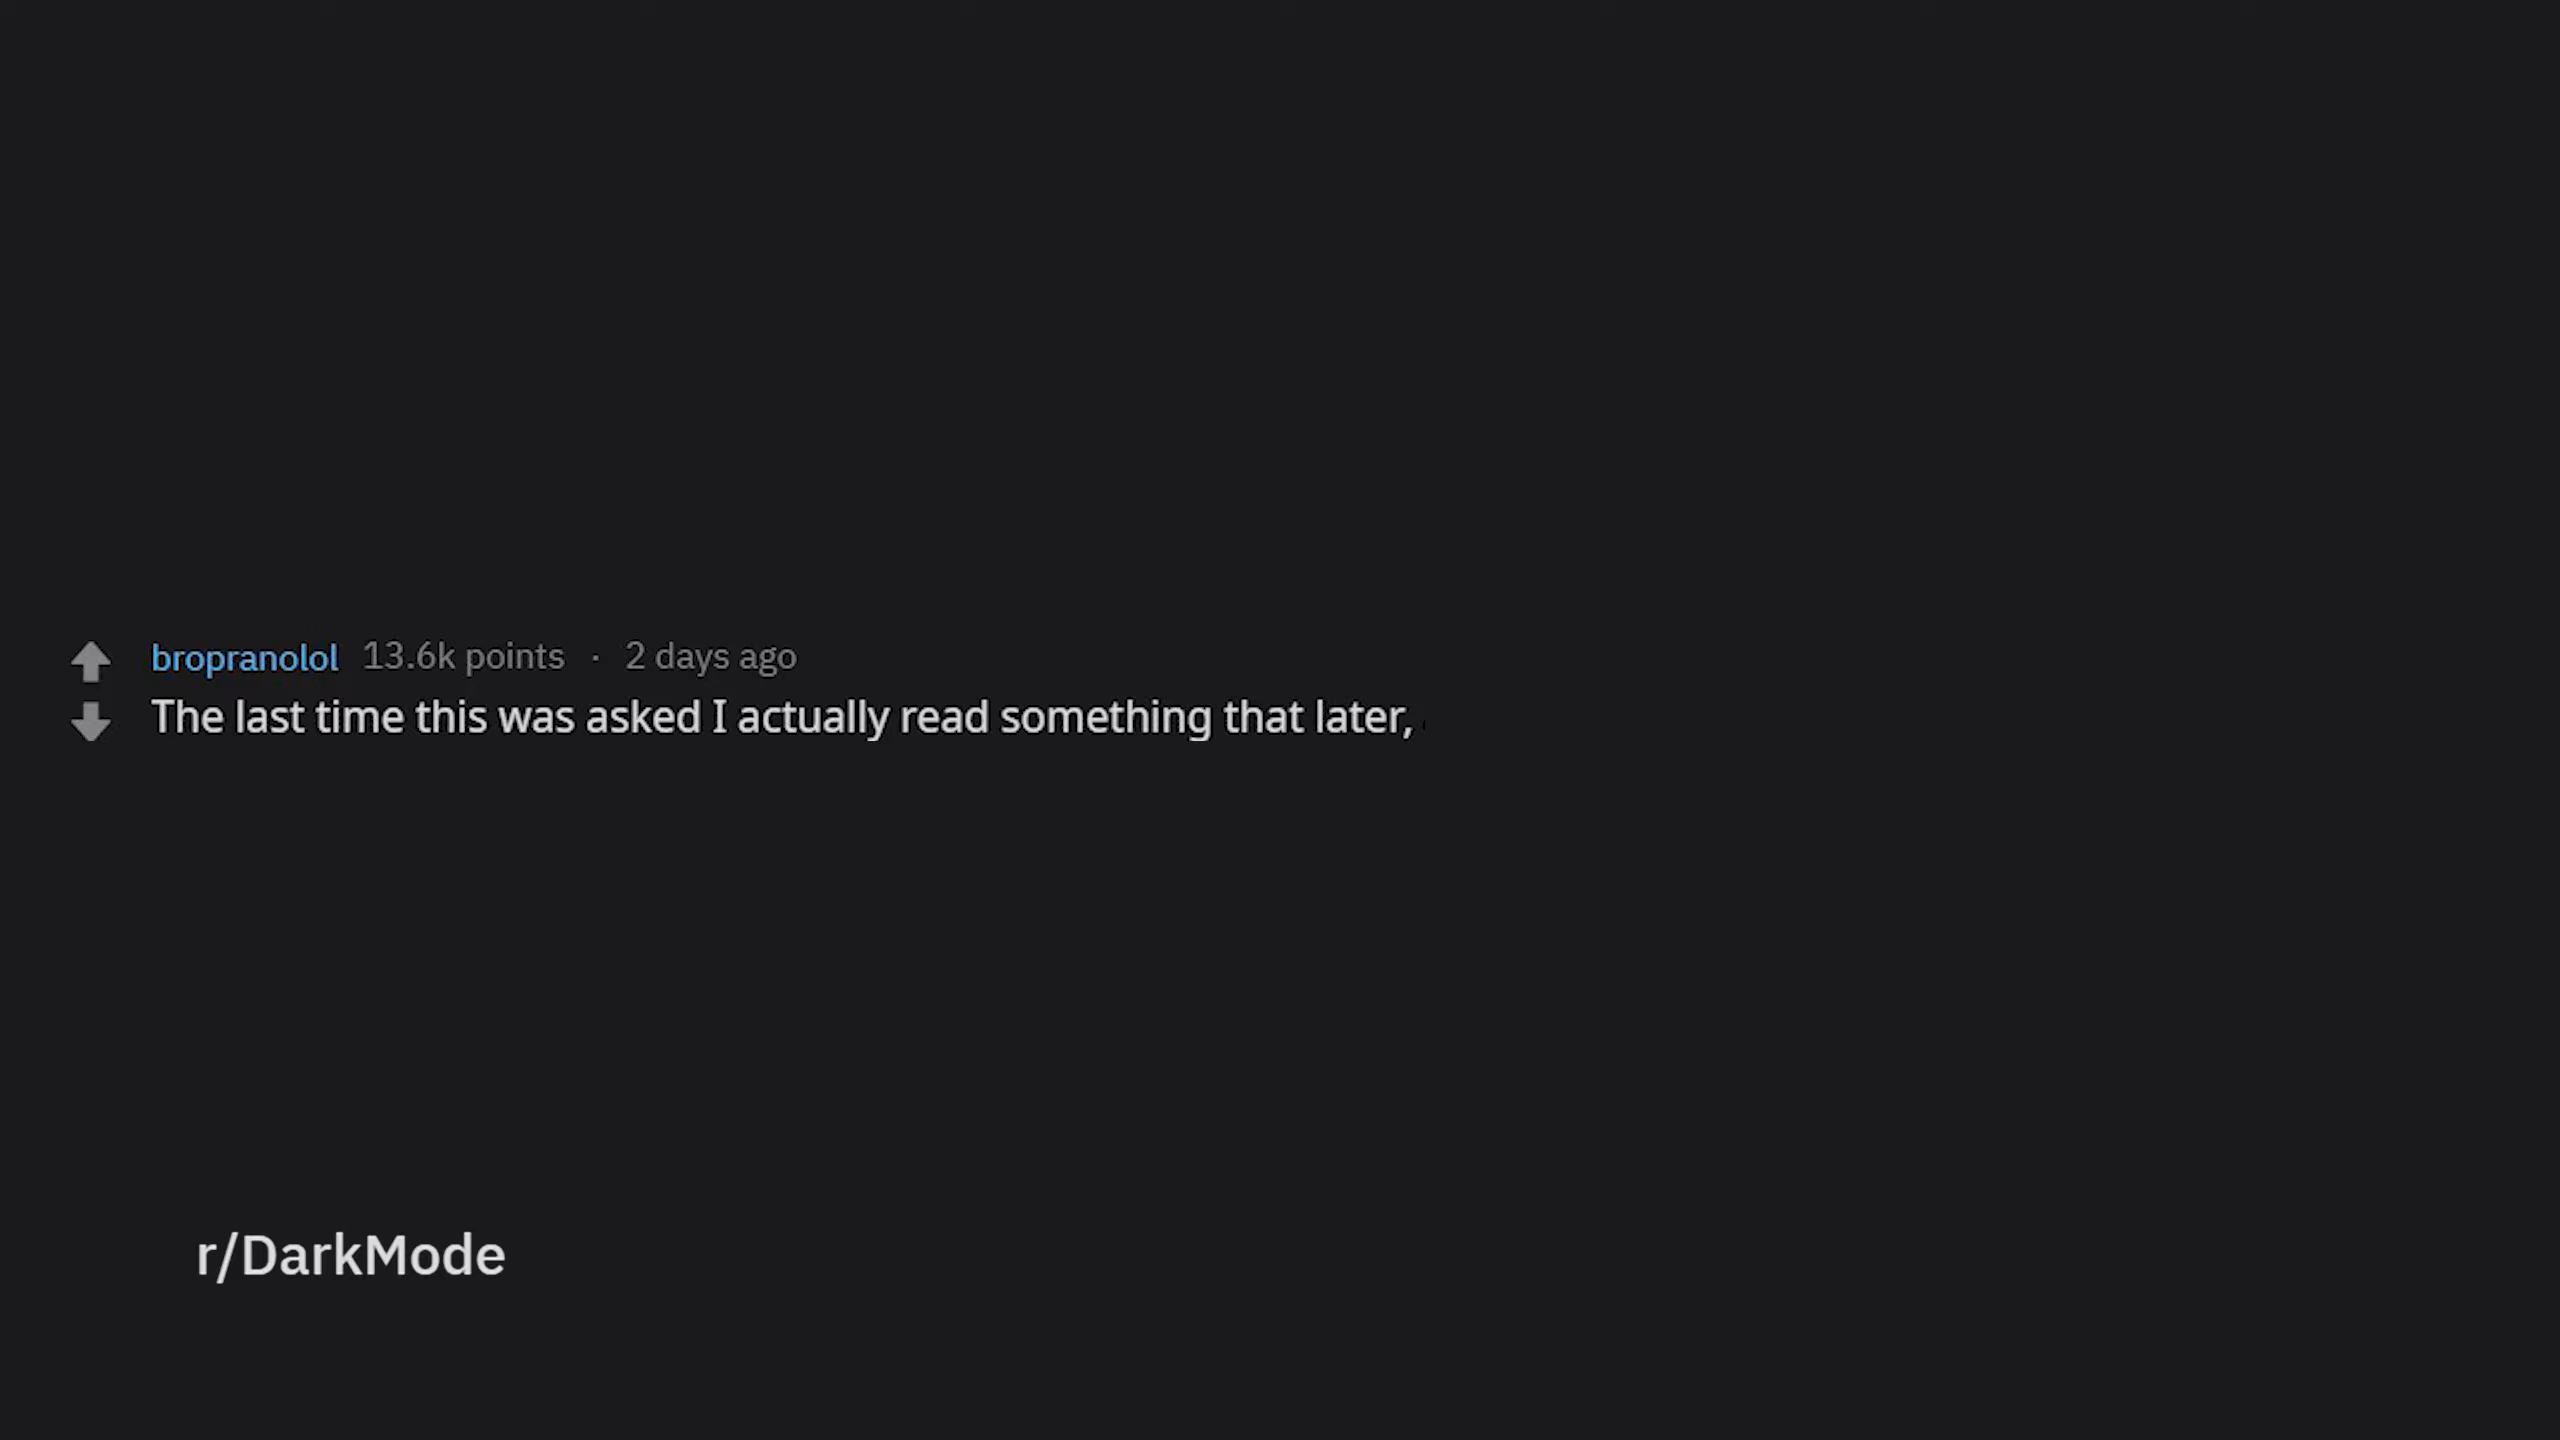 bropranolol 13.6k points · 2 days ago
The last time this was asked I actually read something that later,
r/DarkMode